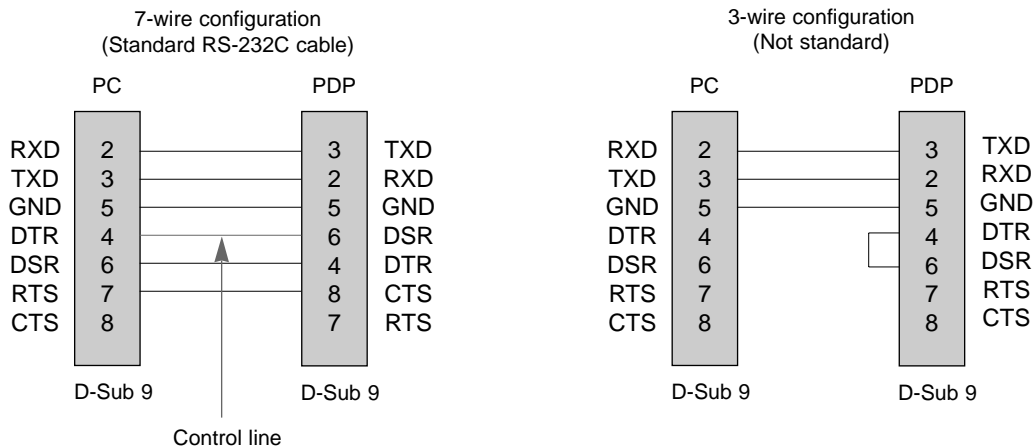 7-wire configuration
(Standard RS-232C cable)
PC PDP
RXD 2 3 TXD
TXD 3 2 RXD
GND 5 5 GND
DTR 4 6 DSR
DSR 6 4 DTR
RTS 7 8 CTS
CTS 8 7 RTS
D-Sub 9 D-Sub 9
Control line
3-wire configuration
(Not standard)
PC PDP
RXD 2 3 TXD
TXD 3 2 RXD
GND 5 5 GND
DTR 4 4 DTR
DSR 6 6 DSR
RTS 7 7 RTS
CTS 8 8 CTS
D-Sub 9 D-Sub 9